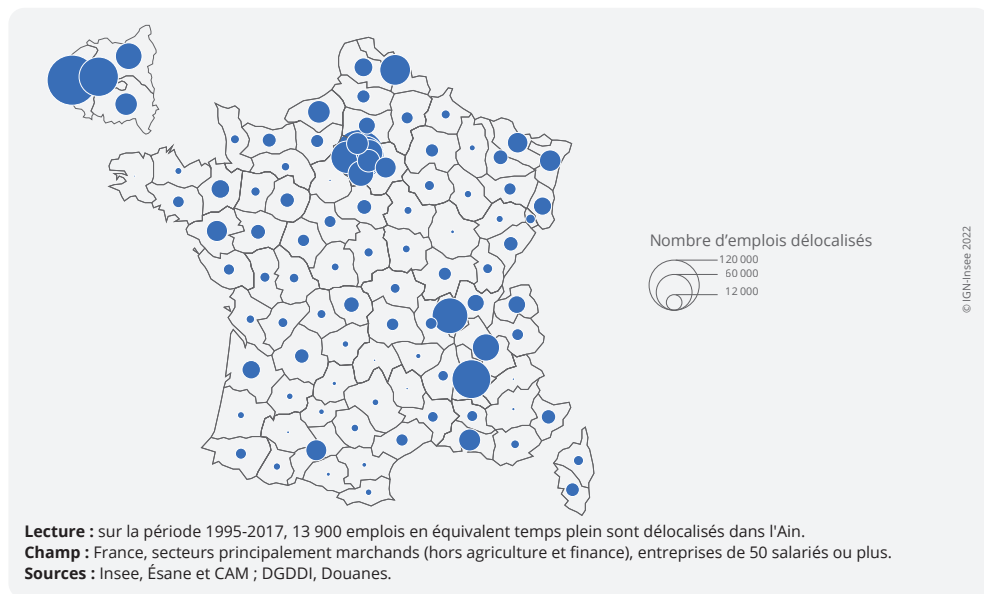 Nombre d’emplois délocalisés
120 000
60 000
12 000
© IGN-Insee 2022
Lecture : sur la période 1995-2017, 13 900 emplois en équivalent temps plein sont délocalisés dans l'Ain.
Champ : France, secteurs principalement marchands (hors agriculture et finance), entreprises de 50 salariés ou plus.
Sources : Insee, Ésane et CAM ; DGDDI, Douanes.